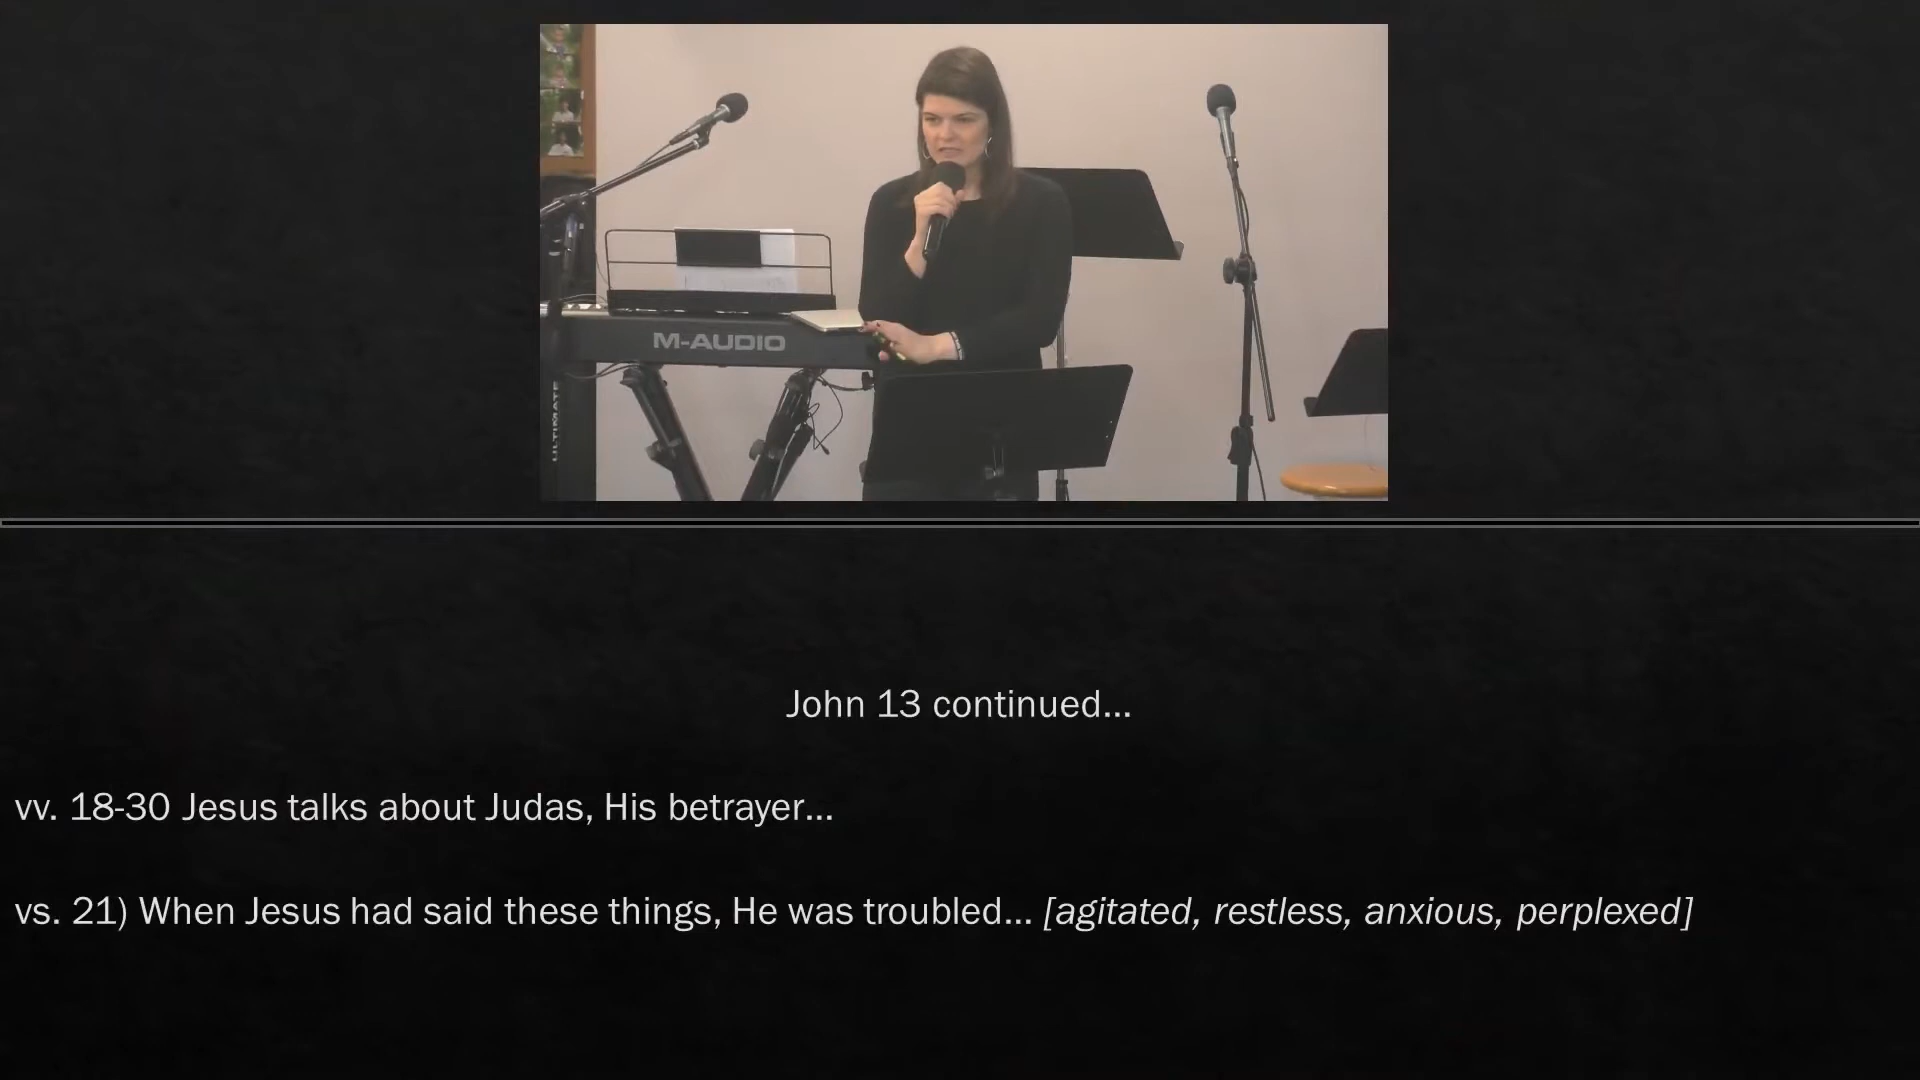 M-AUDIO
ULTIMATE
John 13 continued...
vv. 18-30 Jesus talks about Judas, His betrayer...
vs. 21) When Jesus had said these things, He was troubled... [agitated, restless, anxious, perplexed]